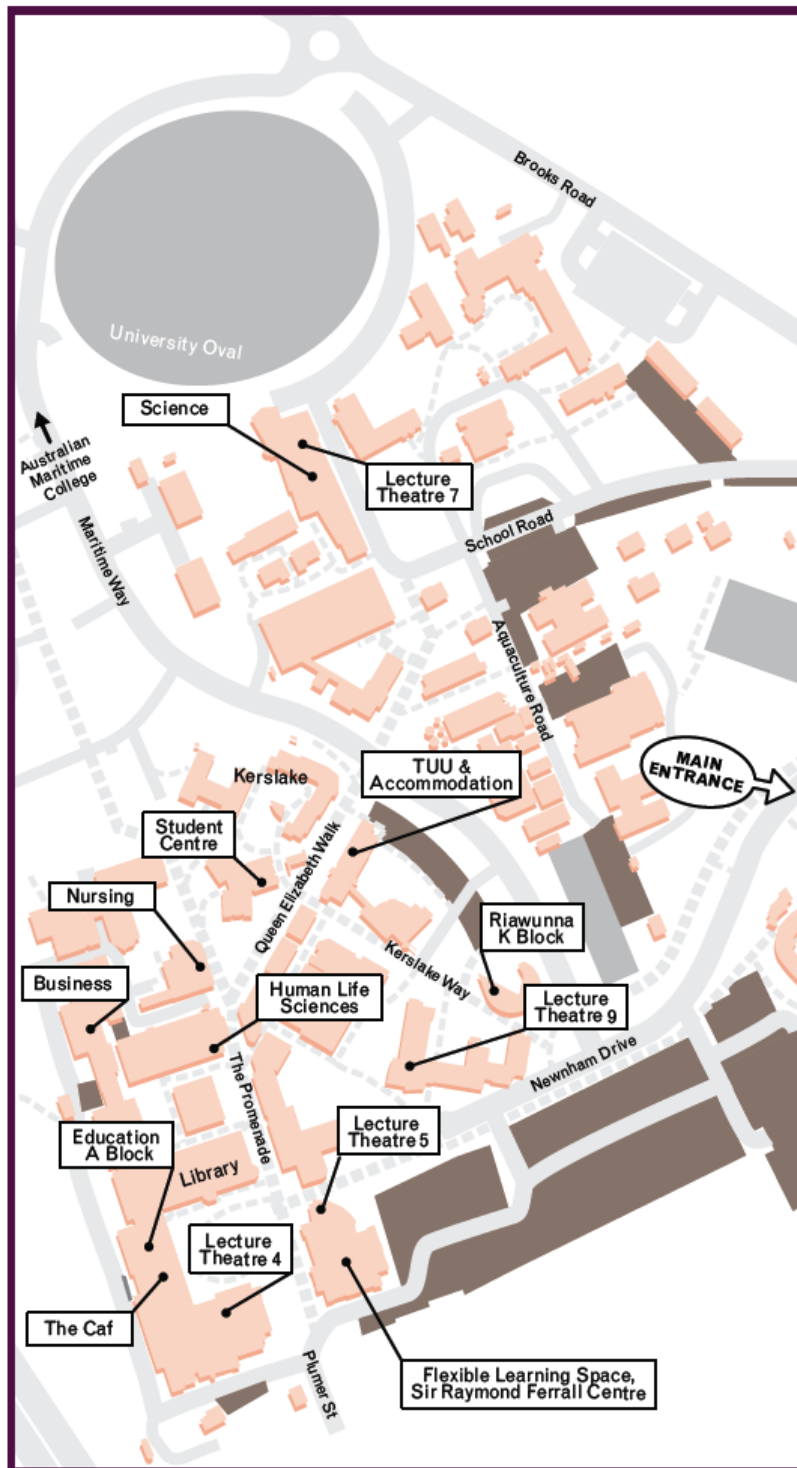 Brooks Road
University Oval
Science
Australian
Maritime
College
Lecture
Theatre 7
School Road
Maritime Way
Aquaculture Road
MAIN
ENTRANCE
Kerslake
TUU &
Accommodation
Student
Centre
Queen Elizabeth Walk
Nursing
Riawunna
K Block
Kerslake Way
Business
Human Life
Sciences
Lecture
Theatre 9
Newnham Drive
The Promenade
Education
A Block
Lecture
Theatre 5
Library
Lecture
Theatre 4
The Caf
Plumer St
Flexible Learning Space,
Sir Raymond Ferrall Centre